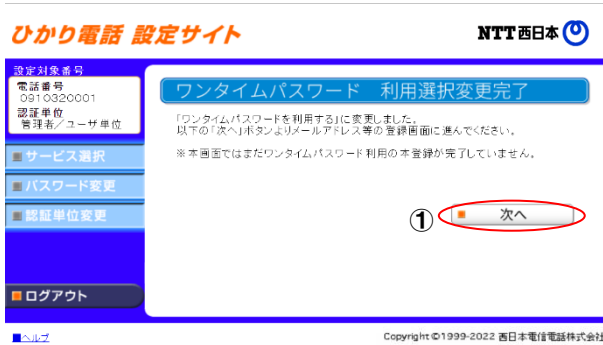 ひかり電話 設定サイト
NTT西日本
設定対象番号
電話番号
0910320001
認証単位
管理者／ユーザ単位
■サービス選択
■パスワード変更
■認証単位変更
■ログアウト
ワンタイムパスワード 利用選択変更完了
「ワンタイムパスワードを利用する」に変更しました。
以下の「次へ」ボタンよりメールアドレス等の登録画面に進んでください。
※本画面ではまだワンタイムパスワード利用の本登録が完了していません。
① ■ 次へ
■ヘルプ
Copyright©1999-2022 西日本電信電話株式会社